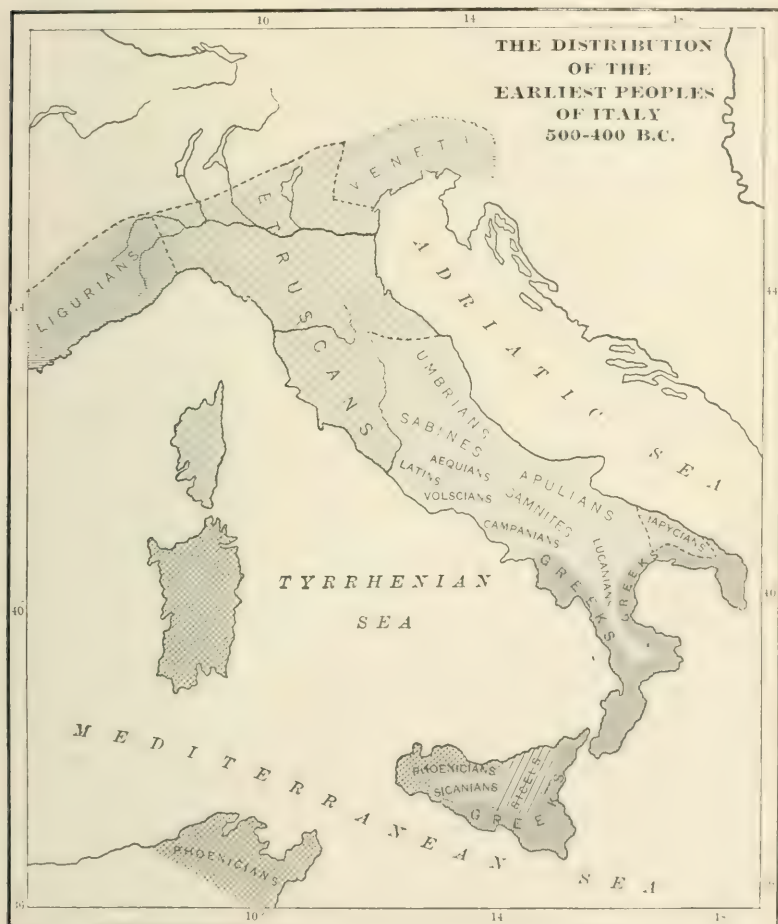 10 14 18
THE DISTRIBUTION
OF THE
EARLIEST PEOPLES
OF ITALY
500-400 B.C.
VENETI
ETRUSCANS
LIGURIANS
ADRIATIC SEA
44
UMBRIANS
SABINES
AEQUIANS
LATINS
VOLSCIANS
APULIANS
SAMNITES
CAMPANIANS
IAPYGIANS
LUCANIANS
GREEKS
GREEKS
TYRRHENIAN
SEA
40 40
MEDITERRANEAN SEA
PHOENICIANS
SICANIANS
SICELS
GREEKS
PHOENICIANS
14